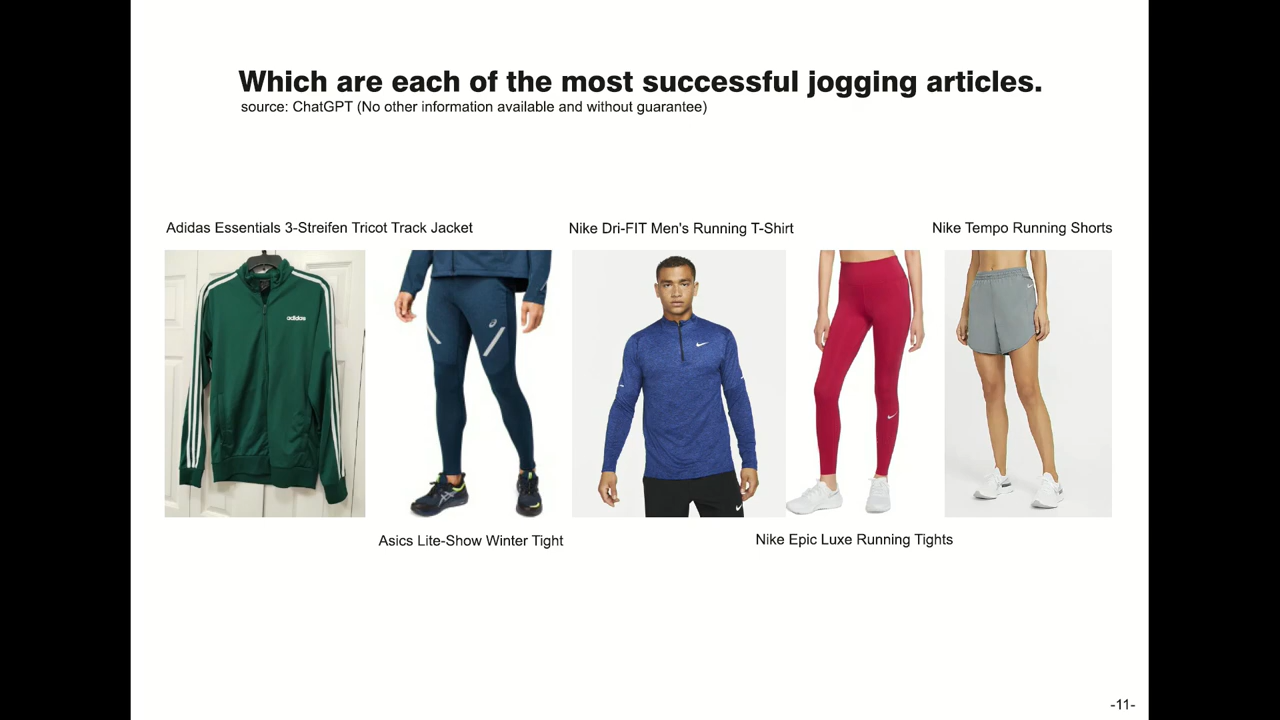 Which are each of the most successful jogging articles.
source: ChatGPT (No other information available and without guarantee)
Adidas Essentials 3-Streifen Tricot Track Jacket
Nike Dri-FIT Men's Running T-Shirt
Nike Tempo Running Shorts
adidas
Asics Lite-Show Winter Tight
Nike Epic Luxe Running Tights
-11-